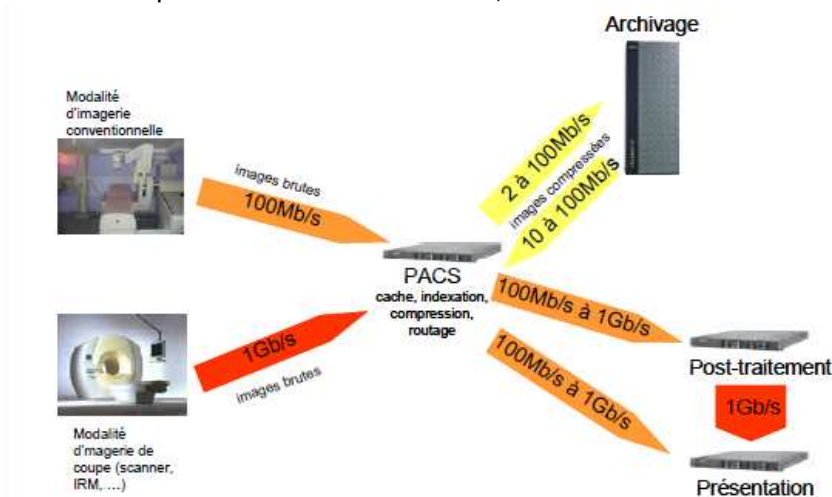 Archivage
Modalité
d'imagerie
conventionnelle
images brutes
100Mb/s
2 à 100Mb/s
images compressées
10 à 100Mb/s
PACS
cache, indexation,
compression,
routage
100Mb/s à 1Gb/s
1Gb/s
images brutes
100Mb/s à 1Gb/s
Post-traitement
1Gb/s
Modalité
d'magerie de
coupe (scanner,
IRM, ...)
Présentation